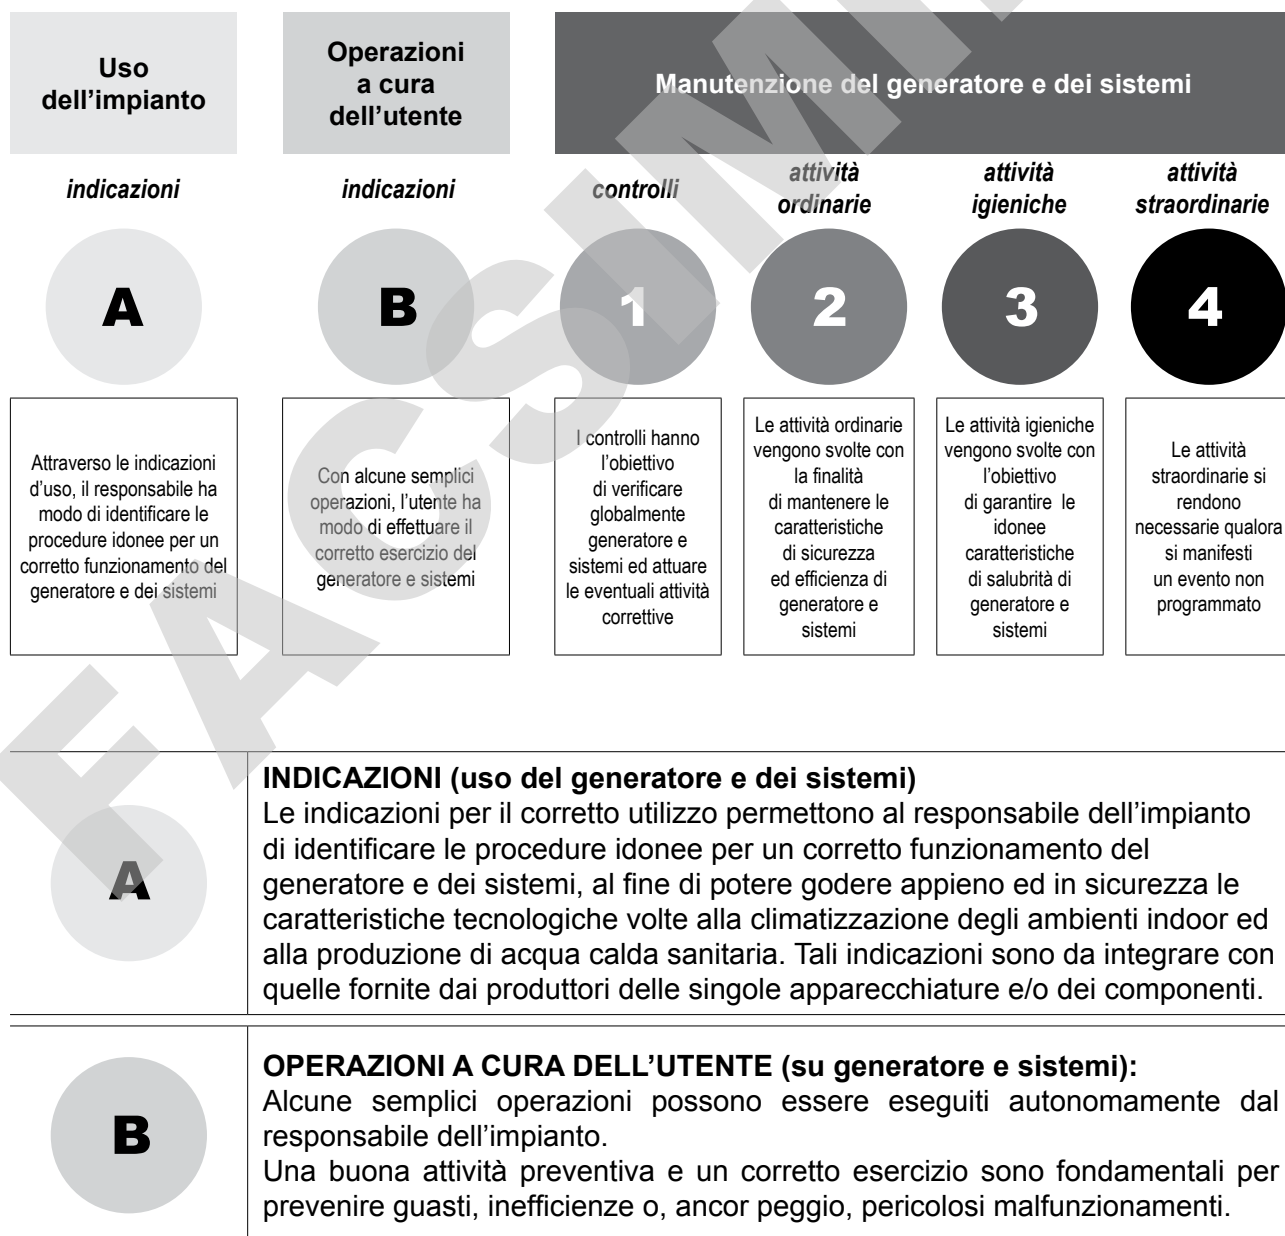 Uso
dell'impianto
Operazioni
a cura
dell'utente
Manutenzione del generatore e dei sistemi
indicazioni
indicazioni
controlli
attività
ordinarie
attività
igieniche
attività
straordinarie
A
B
1
2
3
4
Attraverso le indicazioni
d'uso, il responsabile ha
modo di identificare le
procedure idonee per un
corretto funzionamento del
generatore e dei sistemi
Con alcune semplici
operazioni, l'utente ha
modo di effettuare il
corretto esercizio del
generatore e sistemi
I controlli hanno
l'obiettivo
di verificare
globalmente
generatore e
sistemi ed attuare
le eventuali attività
correttive
Le attività ordinarie
vengono svolte con
la finalità
di mantenere le
caratteristiche
di sicurezza
ed efficienza di
generatore e
sistemi
Le attività igieniche
vengono svolte con
l'obiettivo
di garantire le
idonee
caratteristiche
di salubrità di
generatore e
sistemi
Le attività
straordinarie si
rendono
necessarie qualora
si manifesti
un evento non
programmato
A
INDICAZIONI (uso del generatore e dei sistemi)
Le indicazioni per il corretto utilizzo permettono al responsabile dell'impianto
di identificare le procedure idonee per un corretto funzionamento del
generatore e dei sistemi, al fine di potere godere appieno ed in sicurezza le
caratteristiche tecnologiche volte alla climatizzazione degli ambienti indoor ed
alla produzione di acqua calda sanitaria. Tali indicazioni sono da integrare con
quelle fornite dai produttori delle singole apparecchiature e/o dei componenti.
B
OPERAZIONI A CURA DELL'UTENTE (su generatore e sistemi):
Alcune semplici operazioni possono essere eseguiti autonomamente dal
responsabile dell'impianto.
Una buona attività preventiva e un corretto esercizio sono fondamentali per
prevenire guasti, inefficienze o, ancor peggio, pericolosi malfunzionamenti.